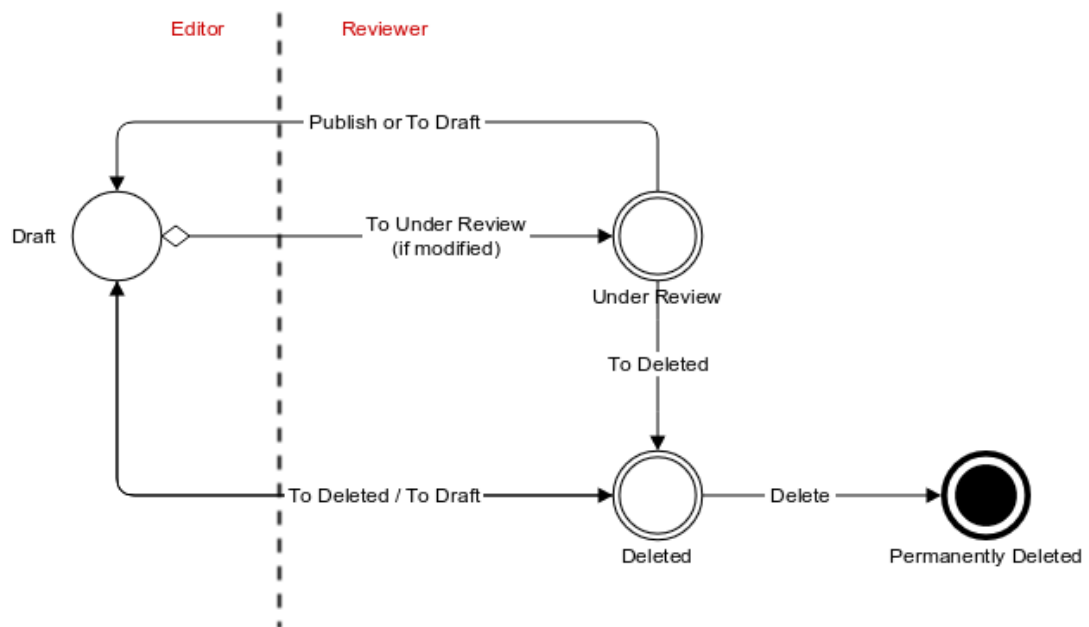 Editor
Reviewer
Publish or To Draft
Draft
To Under Review
(if modified)
Under Review
To Deleted
To Deleted / To Draft
Delete
Deleted
Permanently Deleted